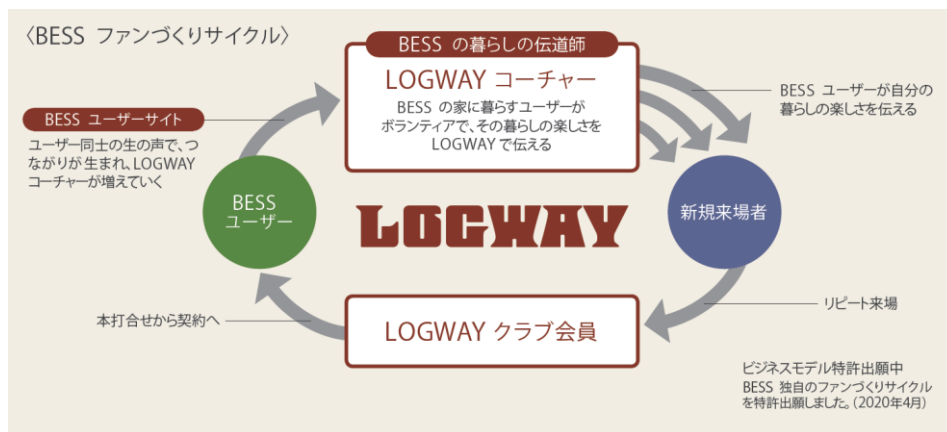 〈BESS ファンづくりサイクル〉
BESS の暮らしの伝道師
LOGWAY コーチャー
BESS の家に暮らすユーザーが
ボランティアで、その暮らしの楽しさを
LOGWAYで伝える
BESS ユーザーが自分の
暮らしの楽しさを伝える
BESS ユーザーサイト
ユーザー同士の生の声で、つ
ながりが生まれ、LOGWAY
コーチャーが増えていく
BESS
ユーザー
LOGWAY
新規来場者
リピート来場
本打合せから契約へ
LOGWAY クラブ会員
ビジネスモデル特許出願中
BESS 独自のファンづくりサイクル
を特許出願しました。(2020年4月)